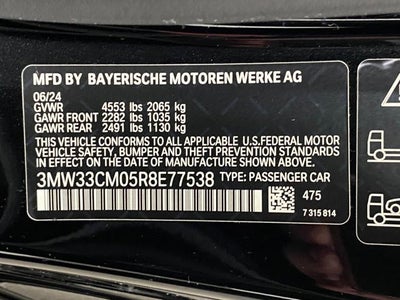 MFD BY BAYERISCHE MOTOREN WERKE AG
06/24
GVWR 4553 lbs 2065 kg
GAWR FRONT 2282 lbs 1035 kg
GAWR REAR 2491 lbs 1130 kg
THIS VEHICLE CONFORMS TO ALL APPLICABLE U.S.FEDERAL MOTOR
VEHICLE SAFETY, BUMPER, AND THEFT PREVENTION STANDARDS IN
EFFECT ON THE DATE OF MANUFACTURE SHOWN ABOVE.
3MW33CM05R8E77538 TYPE: PASSENGER CAR
475
7 315 814